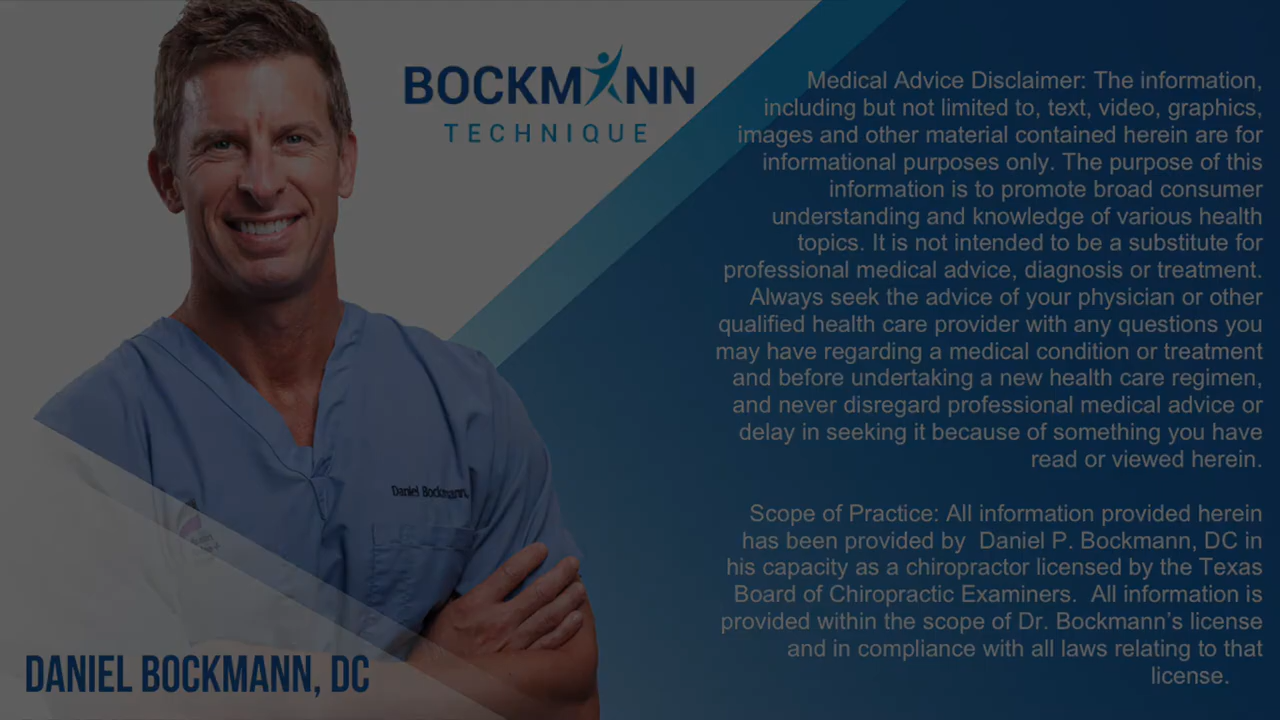 BOCKMANN
TECHNIQUE
Medical Advice Disclaimer: The information,
including but not limited to, text, video, graphics,
images and other material contained herein are for
informational purposes only. The purpose of this
information is to promote broad consumer
understanding and knowledge of various health
topics. It is not intended to be a substitute for
professional medical advice, diagnosis or treatment.
Always seek the advice of your physician or other
qualified health care provider with any questions you
may have regarding a medical condition or treatment
and before undertaking a new health care regimen,
and never disregard professional medical advice or
delay in seeking it because of something you have
read or viewed herein.
Scope of Practice: All information provided herein
has been provided by Daniel P. Bockmann, DC in
his capacity as a chiropractor licensed by the Texas
Board of Chiropractic Examiners. All information is
provided within the scope of Dr. Bockmann’s license
and in compliance with all laws relating to that
license.
Daniel Bockmann,
DANIEL BOCKMANN, DC